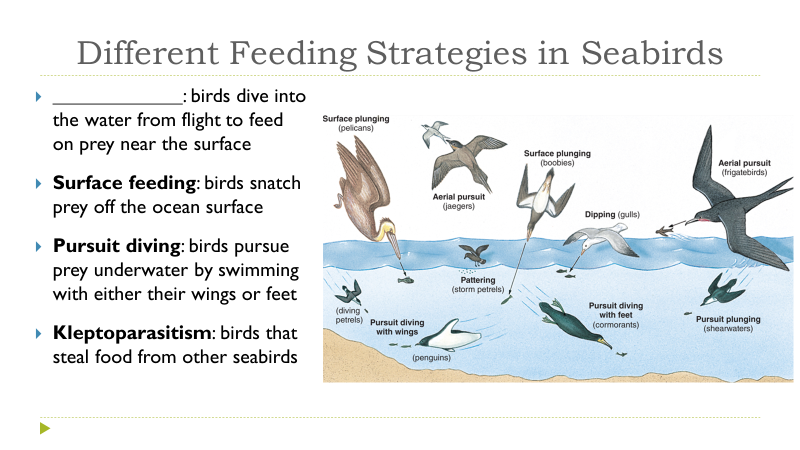 Different Feeding Strategies in Seabirds
_____________: birds dive into
the water from flight to feed
on prey near the surface
Surface feeding: birds snatch
prey off the ocean surface
Pursuit diving: birds pursue
prey underwater by swimming
with either their wings or feet
Kleptoparasitism: birds that
steal food from other seabirds
Surface plunging
(pelicans)
Aerial pursuit
(jaegers)
Surface plunging
(boobies)
Dipping (gulls)
Aerial pursuit
(frigatebirds)
Pattering
(storm petrels)
(diving
petrels)
Pursuit diving
with wings
(penguins)
Pursuit diving
with feet
(cormorants)
Pursuit plunging
(shearwaters)